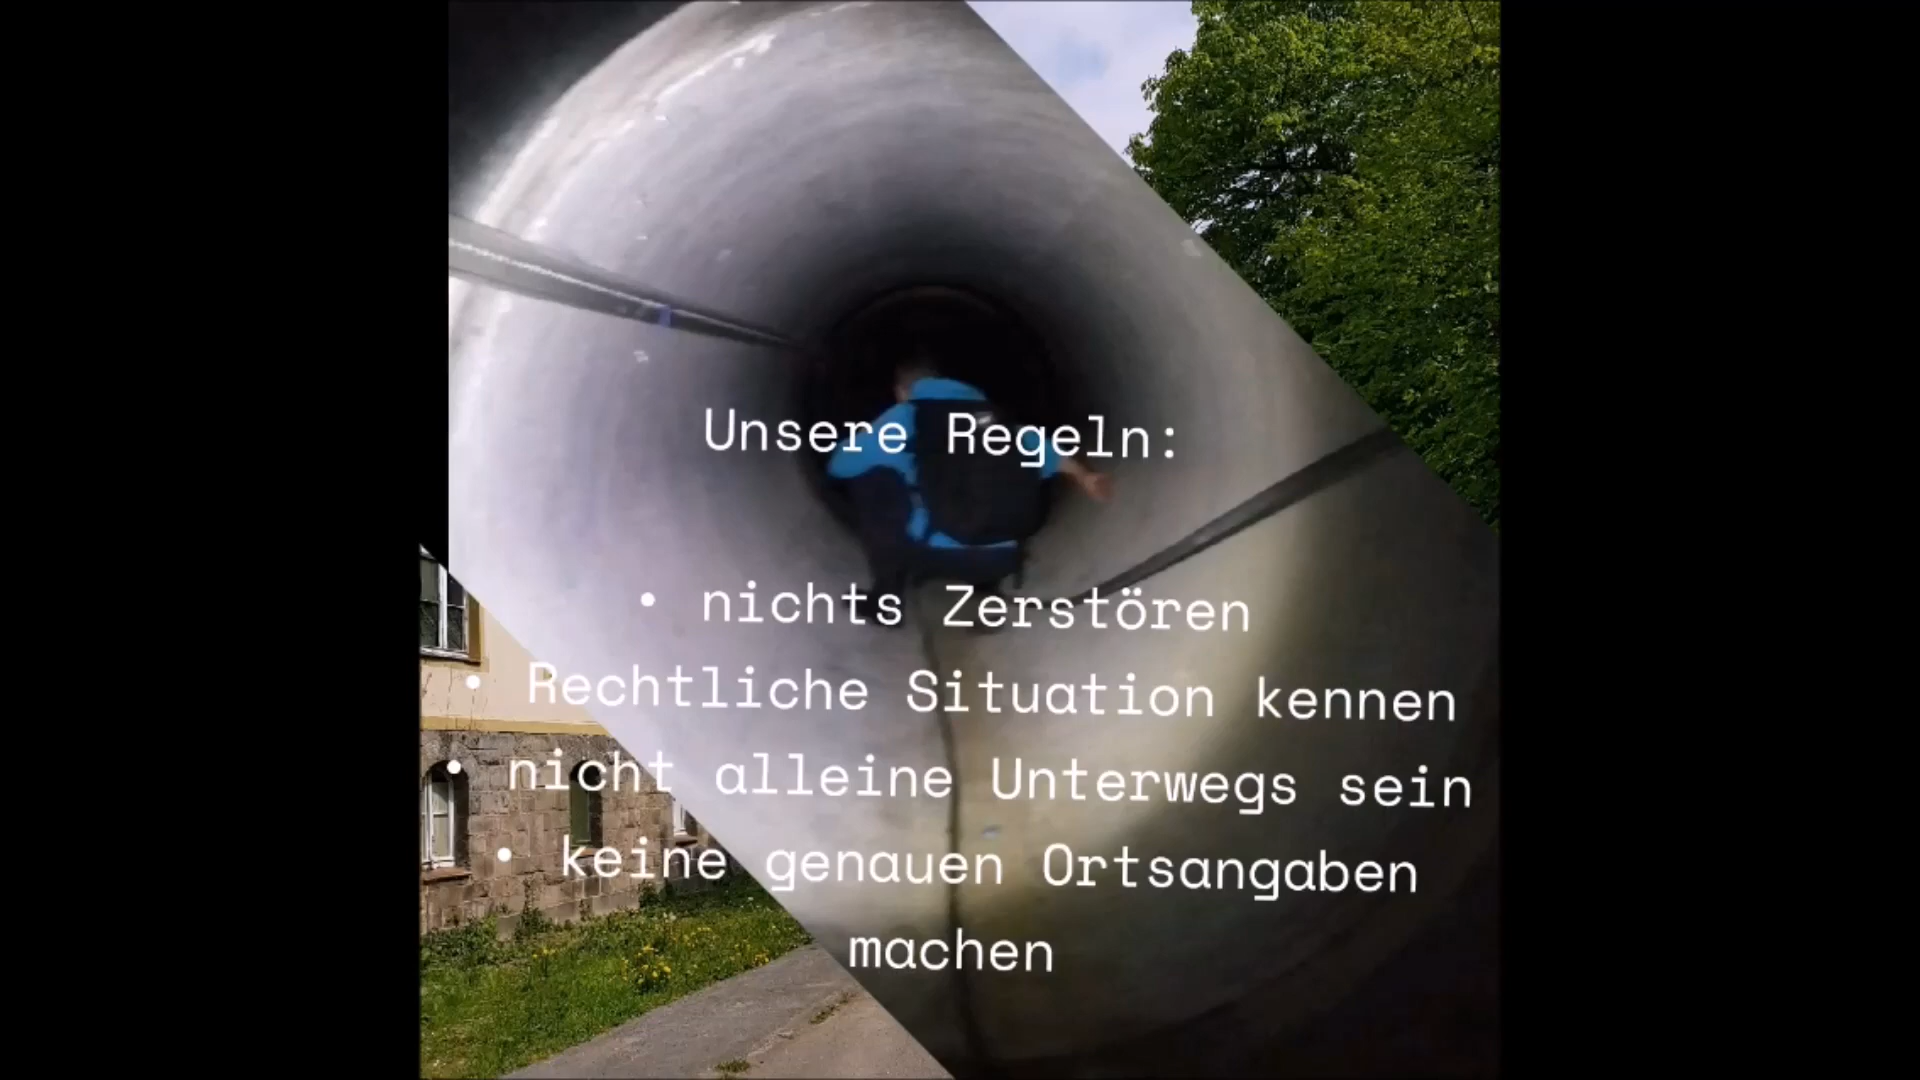 Unsere Regeln:
• nichts Zerstören
• Rechtliche Situation kennen
• nicht alleine Unterwegs sein
• keine genauen Ortsangaben
machen